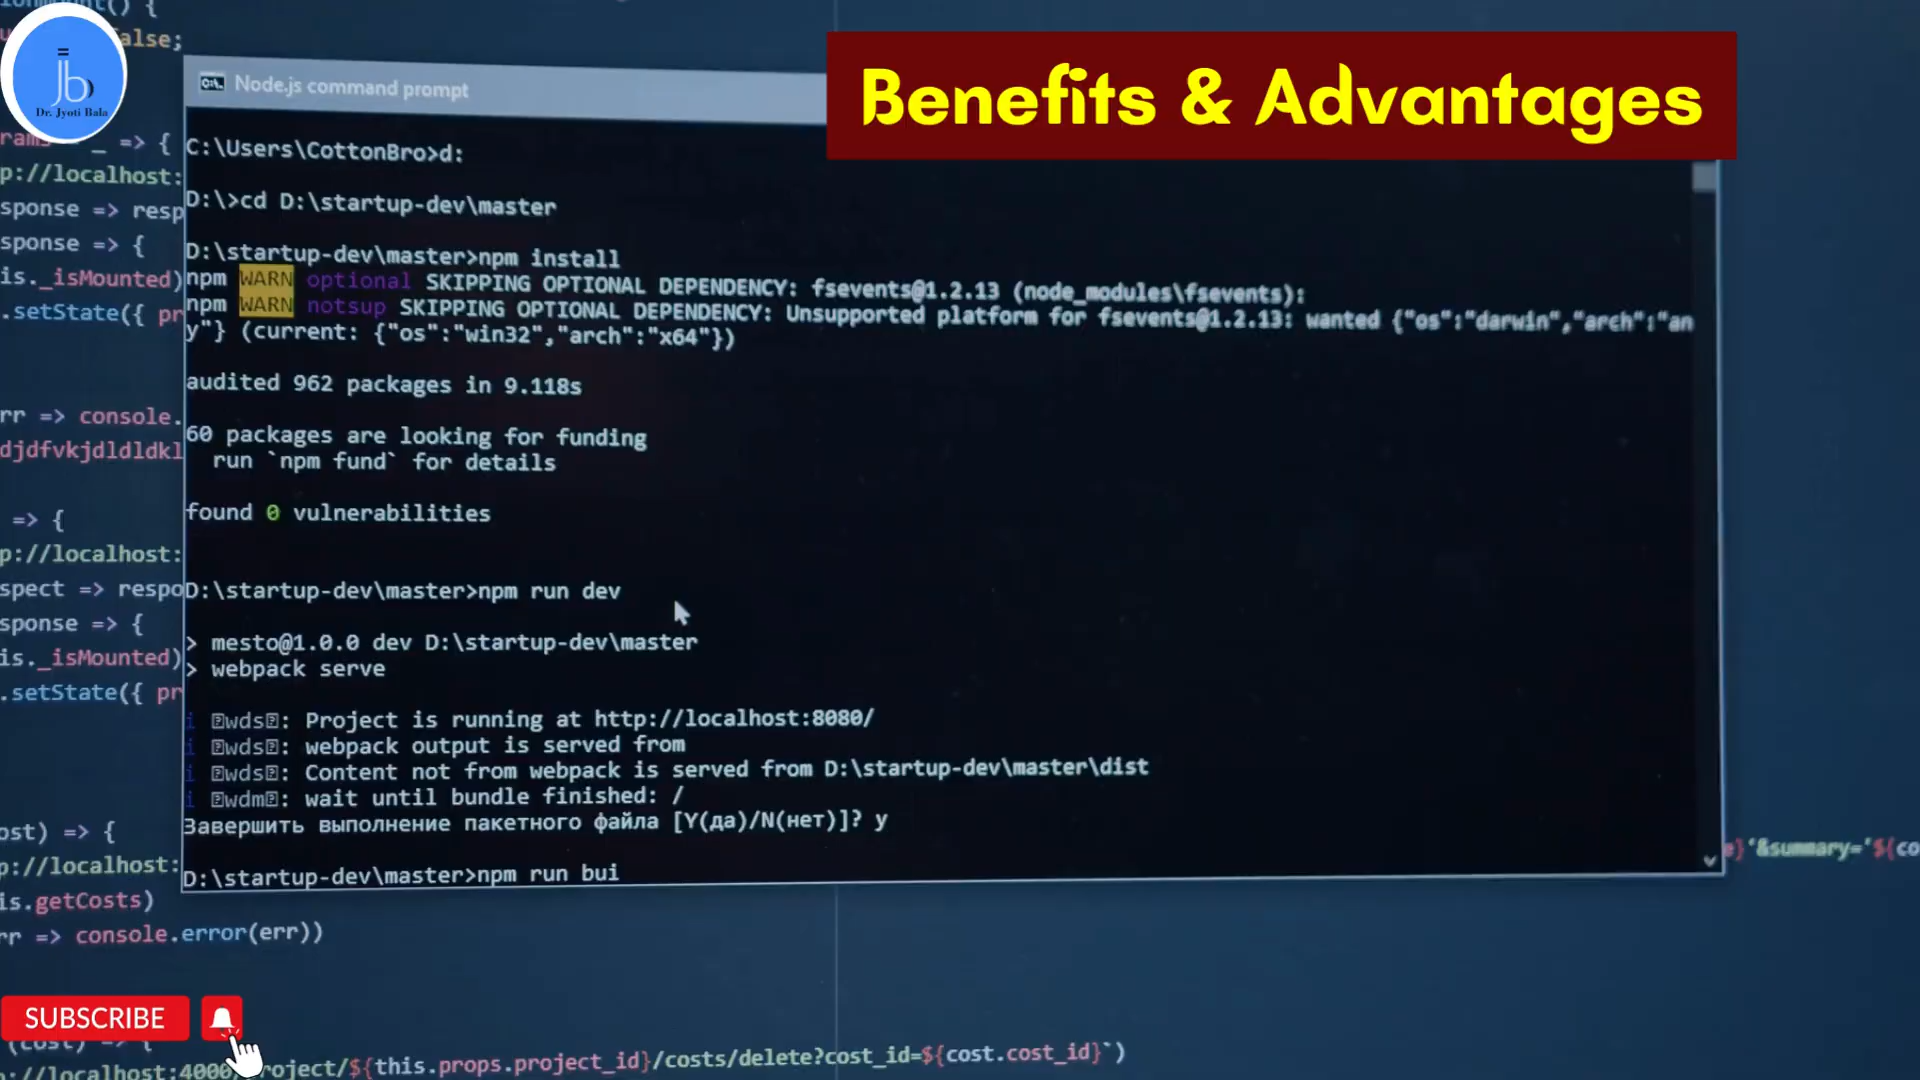 Dr. Jyoti Bala
Benefits & Advantages
Node.js command prompt
C:\Users\CottonBro>d:
D:\>cd D:\startup-dev\master
D:\startup-dev\master>npm install
npm WARN optional SKIPPING OPTIONAL DEPENDENCY: fsevents@1.2.13 (node_modules\fsevents):
npm WARN notsup SKIPPING OPTIONAL DEPENDENCY: Unsupported platform for fsevents@1.2.13: wanted {"os":"darwin","arch":"an
y"} (current: {"os":"win32","arch":"x64"})
audited 962 packages in 9.118s
60 packages are looking for funding
run `npm fund` for details
found 0 vulnerabilities
D:\startup-dev\master>npm run dev
> mesto@1.0.0 dev D:\startup-dev\master
> webpack serve
i wds: Project is running at http://localhost:8080/
i wds: webpack output is served from
i wds: Content not from webpack is served from D:\startup-dev\master\dist
i wdm: wait until bundle finished: /
Завершить выполнение пакетного файла [Y(да)/N(нет)]? y
D:\startup-dev\master>npm run bui
alse;
=> {
p://localhost:
sponse => resp
sponse => {
is._isMounted)
.setState({ pr
rr => console.
djdfvkjdldldkl
=> {
p://localhost:
spect => respo
sponse => {
is._isMounted)
.setState({ pr
ost) => {
p://localhost:
}'&summary='${co
is.getCosts)
rr => console.error(err))
SUBSCRIBE
(cost) => {
p://localhost:4000/project/${this.props.project_id}/costs/delete?cost_id=${cost.cost_id}`)